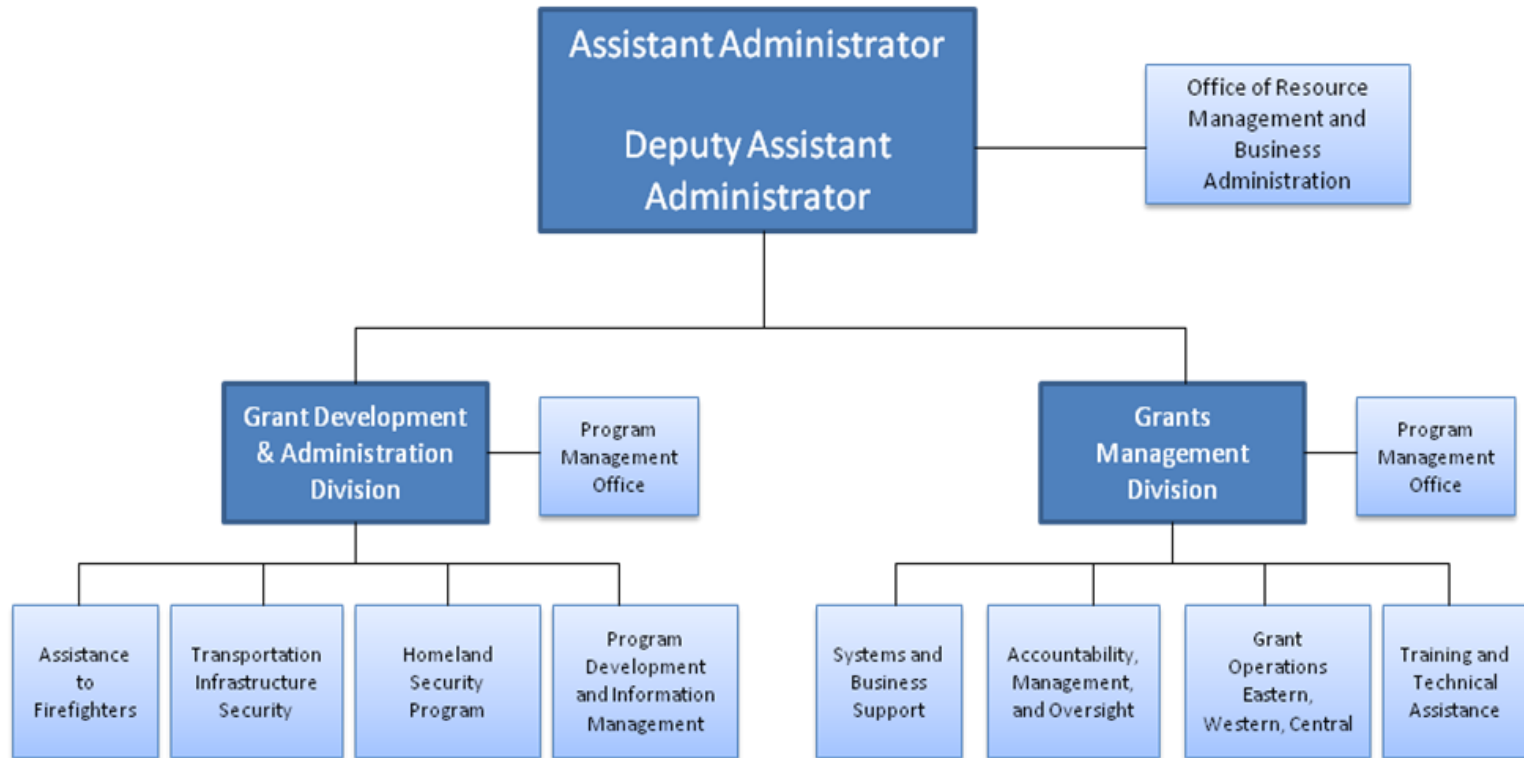 Assistant Administrator
Deputy Assistant
Administrator
Office of Resource
Management and
Business
Administration
Grant Development
& Administration
Division
Program
Management
Office
Grants
Management
Division
Program
Management
Office
Assistance
to
Firefighters
Transportation
Infrastructure
Security
Homeland
Security
Program
Program
Development
and Information
Management
Systems and
Business
Support
Accountability,
Management,
and Oversight
Grant
Operations
Eastern,
Western, Central
Training and
Technical
Assistance